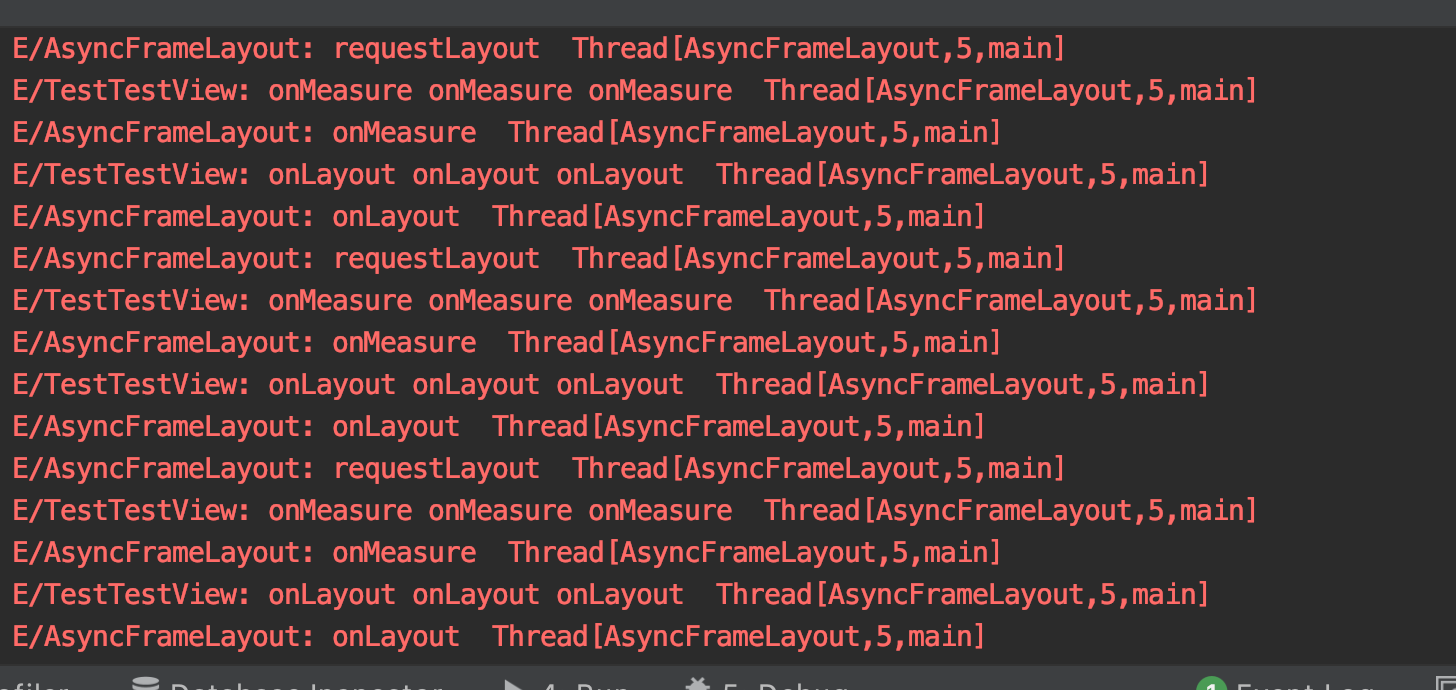 E/AsyncFrameLayout: requestLayout  Thread[AsyncFrameLayout,5,main]
E/TestTestView: onMeasure onMeasure onMeasure  Thread[AsyncFrameLayout,5,main]
E/AsyncFrameLayout: onMeasure  Thread[AsyncFrameLayout,5,main]
E/TestTestView: onLayout onLayout onLayout  Thread[AsyncFrameLayout,5,main]
E/AsyncFrameLayout: onLayout  Thread[AsyncFrameLayout,5,main]
E/AsyncFrameLayout: requestLayout  Thread[AsyncFrameLayout,5,main]
E/TestTestView: onMeasure onMeasure onMeasure  Thread[AsyncFrameLayout,5,main]
E/AsyncFrameLayout: onMeasure  Thread[AsyncFrameLayout,5,main]
E/TestTestView: onLayout onLayout onLayout  Thread[AsyncFrameLayout,5,main]
E/AsyncFrameLayout: onLayout  Thread[AsyncFrameLayout,5,main]
E/AsyncFrameLayout: requestLayout  Thread[AsyncFrameLayout,5,main]
E/TestTestView: onMeasure onMeasure onMeasure  Thread[AsyncFrameLayout,5,main]
E/AsyncFrameLayout: onMeasure  Thread[AsyncFrameLayout,5,main]
E/TestTestView: onLayout onLayout onLayout  Thread[AsyncFrameLayout,5,main]
E/AsyncFrameLayout: onLayout  Thread[AsyncFrameLayout,5,main]
Database Inspector 4: Run 5: Debug 1 Event Log